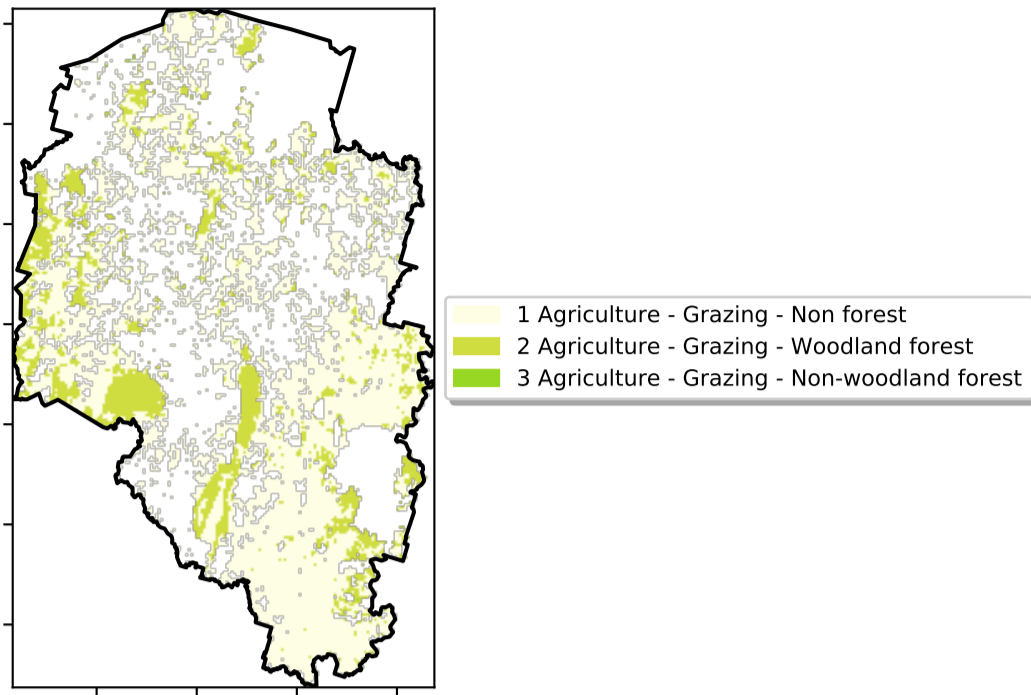 1 Agriculture - Grazing - Non forest
2 Agriculture - Grazing - Woodland forest
3 Agriculture - Grazing - Non-woodland forest